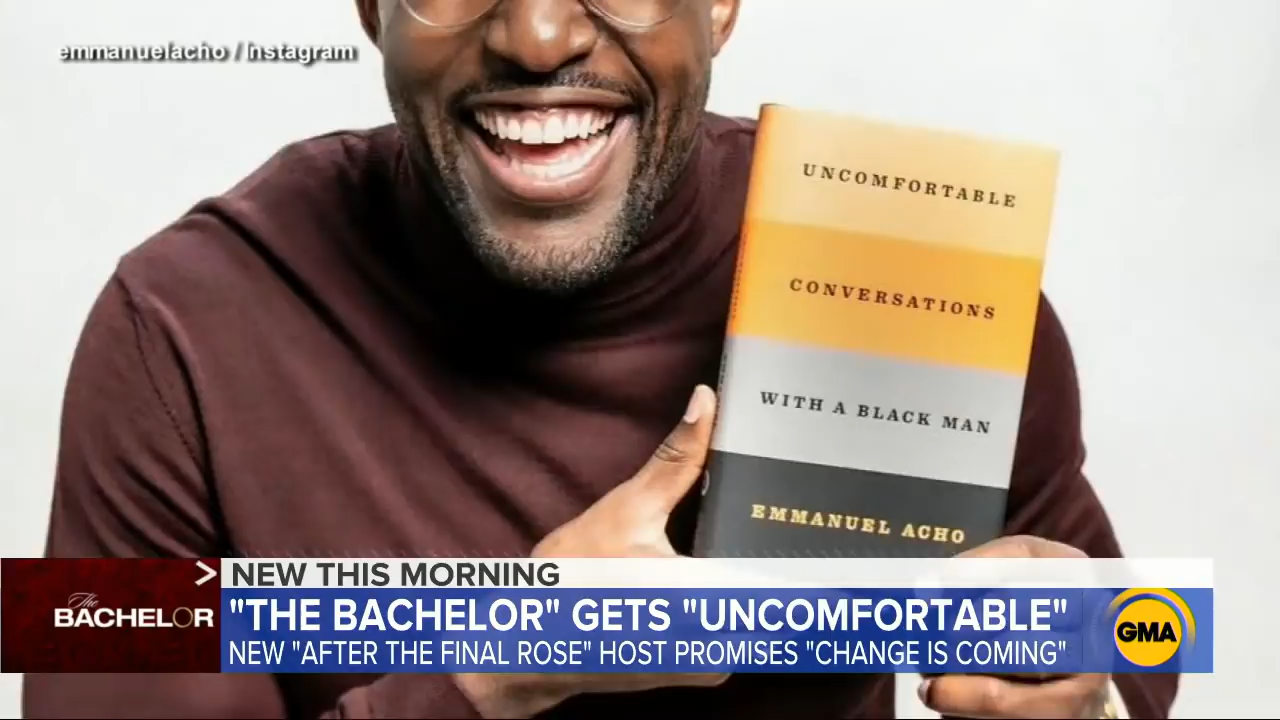 emmanuelacho / Instagram
UNCOMFORTABLE
CONVERSATIONS
WITH A BLACK MAN
EMMANUEL ACHO
> NEW THIS MORNING
The
BACHELOR
"THE BACHELOR" GETS "UNCOMFORTABLE"
NEW "AFTER THE FINAL ROSE" HOST PROMISES "CHANGE IS COMING"
GMA